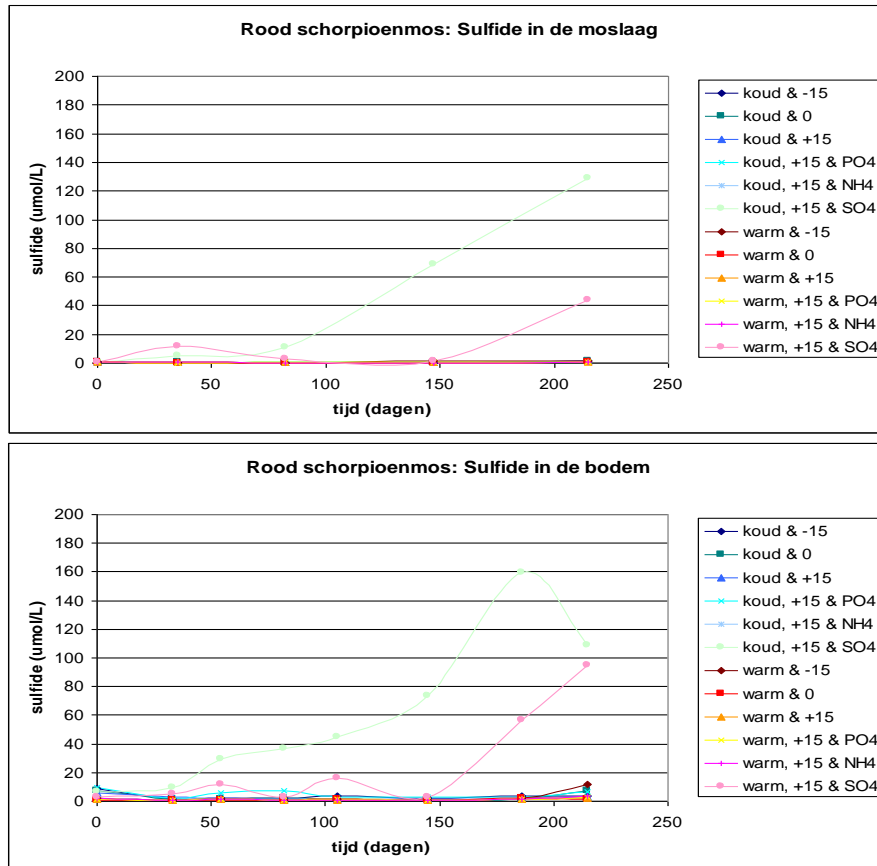 Rood schorpioenmos: Sulfide in de moslaag
200
180
160
140
120
100
80
60
40
20
0
sulfide (umol/L)
0
50
100
150
200
250
tijd (dagen)
koud & -15
koud & 0
koud & +15
koud, +15 & PO4
koud, +15 & NH4
koud, +15 & SO4
warm & -15
warm & 0
warm & +15
warm, +15 & PO4
warm, +15 & NH4
warm, +15 & SO4
Rood schorpioenmos: Sulfide in de bodem
200
180
160
140
120
100
80
60
40
20
0
sulfide (umol/L)
0
50
100
150
200
250
tijd (dagen)
koud & -15
koud & 0
koud & +15
koud, +15 & PO4
koud, +15 & NH4
koud, +15 & SO4
warm & -15
warm & 0
warm & +15
warm, +15 & PO4
warm, +15 & NH4
warm, +15 & SO4